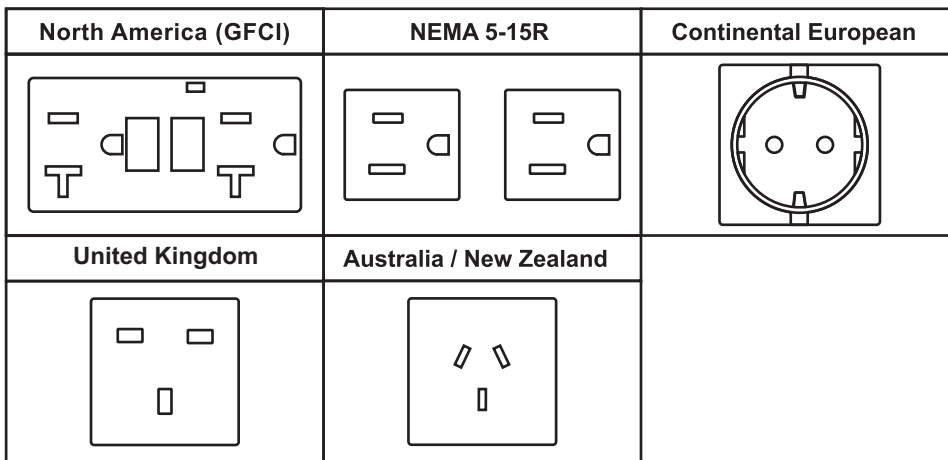 North America (GFCI)
NEMA 5-15R
Continental European
United Kingdom
Australia / New Zealand